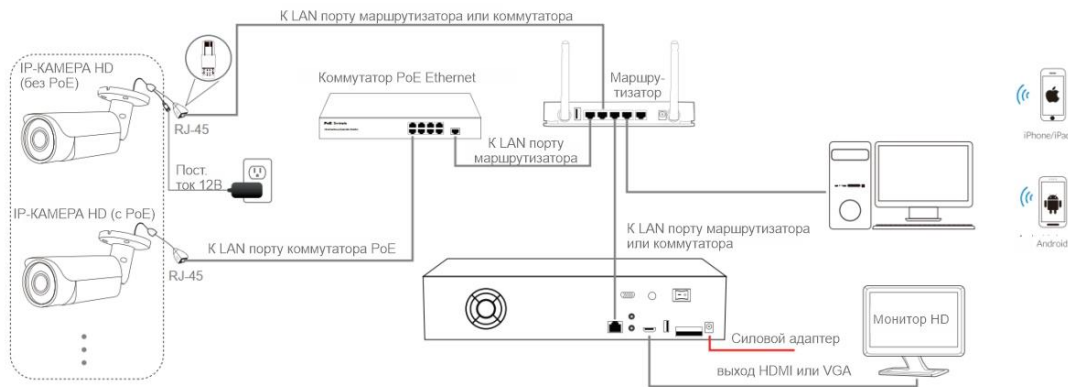 К LAN порту маршрутизатора или коммутатора
IP-КАМЕРА HD
(без PoE)
RJ-45
Пост.
ток 12В
Коммутатор PoE Ethernet
Маршру-
тизатор
К LAN порту
маршрутизатора
iPhone/iPad
Android
IP-КАМЕРА HD (с PoE)
RJ-45
К LAN порту коммутатора PoE
К LAN порту маршрутизатора
или коммутатора
Силовой адаптер
выход HDMI или VGA
Монитор HD